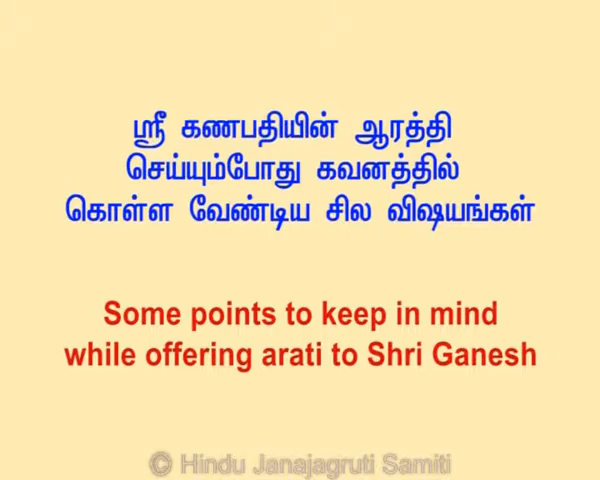 ஸ்ரீ கணபதியின் ஆரத்தி
செய்யும்போது கவனத்தில்
கொள்ள வேண்டிய சில விஷயங்கள்
Some points to keep in mind
while offering arati to Shri Ganesh
© Hindu Janajagruti Samiti